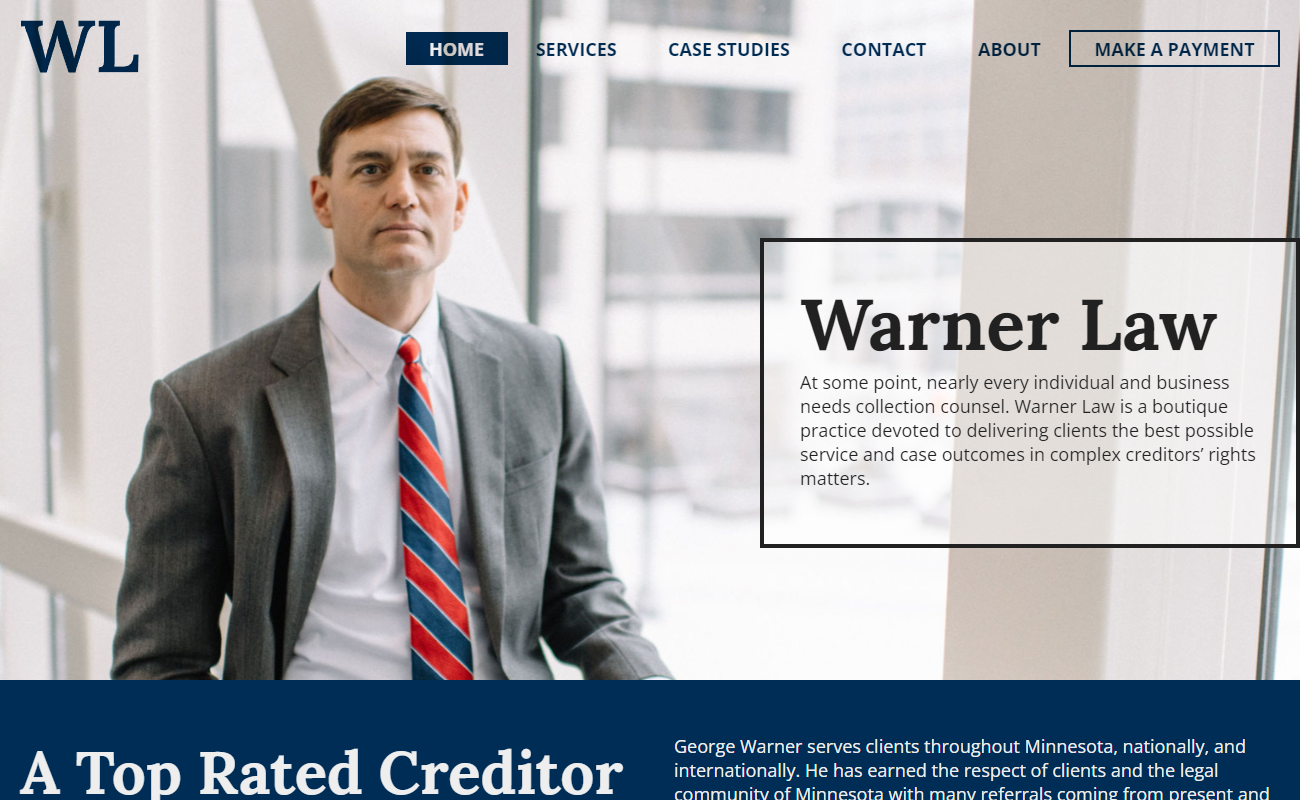 WL
HOME SERVICES CASE STUDIES CONTACT ABOUT MAKE A PAYMENT
Warner Law
At some point, nearly every individual and business
needs collection counsel. Warner Law is a boutique
practice devoted to delivering clients the best possible
service and case outcomes in complex creditors’ rights
matters.
A Top Rated Creditor
George Warner serves clients throughout Minnesota, nationally, and
internationally. He has earned the respect of clients and the legal
community of Minnesota with many referrals coming from present and